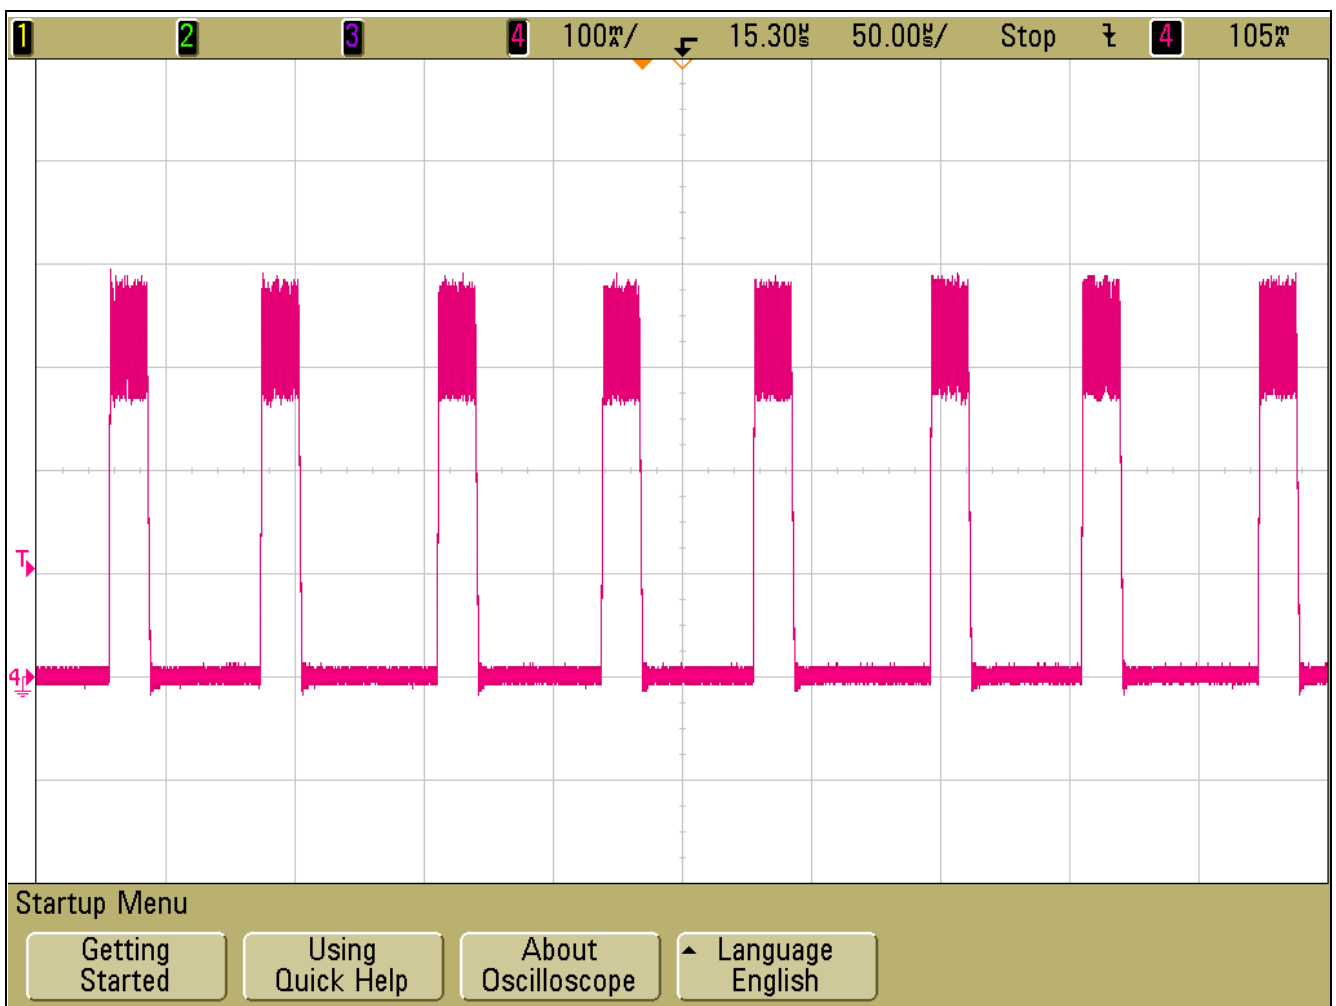 1 2 3 4 100mA/ 15.30µs 50.00µs/ Stop 4 105mA
T
4
Startup Menu
Getting Started
Using Quick Help
About Oscilloscope
Language English